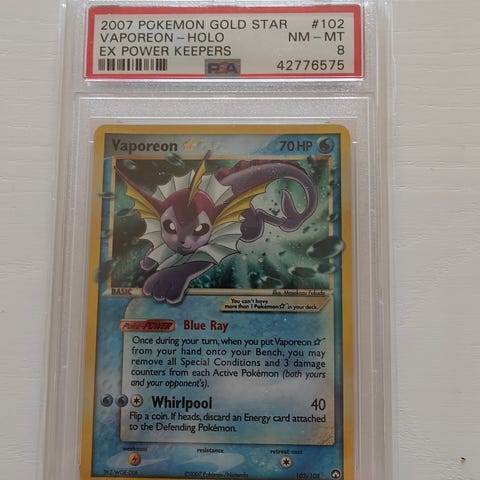 2007 POKEMON GOLD STAR #102
VAPOREON - HOLO NM - MT
EX POWER KEEPERS 8
PSA 42776575
Vaporeon ☆ 70 HP
BASIC
Illus. Masakazu Fukuda
You can't have
more than 1 Pokémon☆ in your deck.
Poké-POWER Blue Ray
Once during your turn, when you put Vaporeon ☆
from your hand onto your Bench, you may
remove all Special Conditions and 3 damage
counters from each Active Pokémon (both yours
and your opponent's).
Whirlpool 40
Flip a coin. If heads, discard an Energy card attached
to the Defending Pokémon.
weakness resistance retreat cost
©2007 Pokémon/Nintendo 102/108